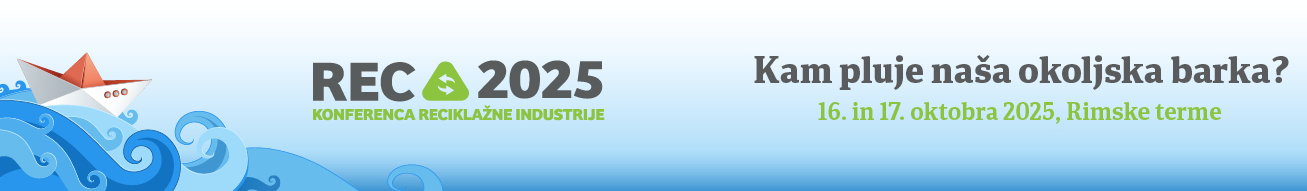 REC 2025
KONFERENCA RECIKLAŽNE INDUSTRIJE
Kam pluje naša okoljska barka?
16. in 17. oktobra 2025, Rimske terme